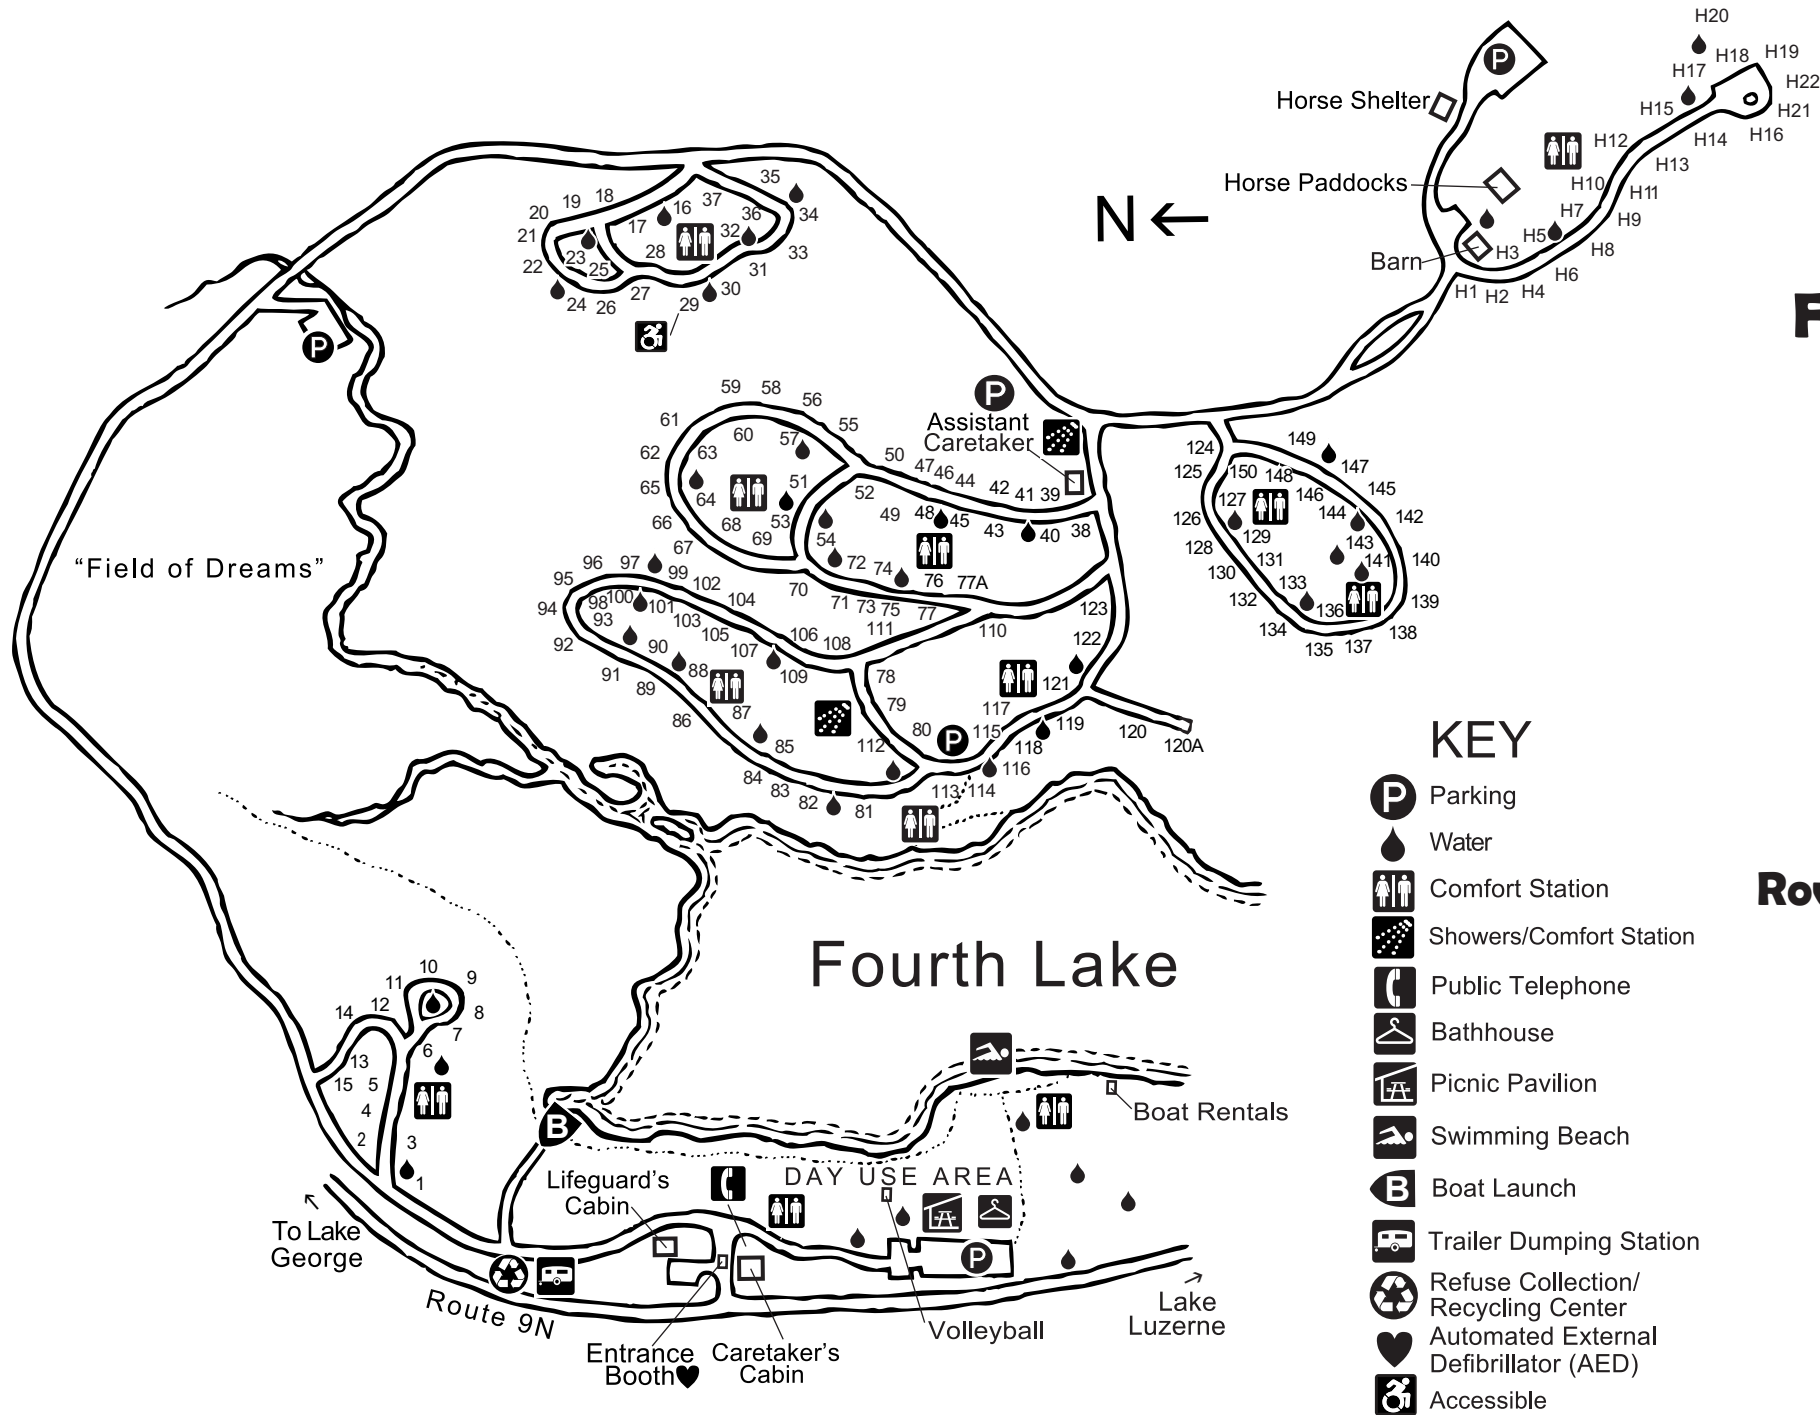 H20
H18 H19
H17 H22
H15 H21
H14 H16
H12
H13
H10
H11
H7 H9
H5 H8
H3
H6
H1 H2 H4
P
Horse Shelter
Horse Paddocks
Barn
N
F
35
37
34
36
16
18
19
20
17
32
33
21
28
31
23
22
25
27
30
24
26
29
P
59 58 56
55
61
60
57
62 63
50
47 46 44
42 41 39
51
65
64
52
49 48 45
43 40 38
66
68
53
69
54
67
72
74
76 77A
70
71 73 75 77
P
Assistant
Caretaker
124
149
125
150 148
147
146
145
127
144
142
126
129
143
128
131
141
140
130
133
132
136
139
134
135 137 138
"Field of Dreams"
96 97
99
102
95
98 100 101
104
94
93
103
105
106
108
111
110
123
92
90
107
122
91
88
109
78
89
121
79
86
87
117
80
P
115
119
120
85
112
118
120A
84
116
83
82
81
113 114
Fourth Lake
10
11
9
14 12
8
7
6
13
15 5
4
2
3
1
B
Boat Rentals
DAY USE AREA
Lifeguard's
Cabin
To Lake
George
P
Route 9N
Lake
Luzerne
Volleyball
Entrance
Booth
Caretaker's
Cabin
KEY
P Parking
Water
Comfort Station
Rou
Showers/Comfort Station
Public Telephone
Bathhouse
Picnic Pavilion
Swimming Beach
B Boat Launch
Trailer Dumping Station
Refuse Collection/
Recycling Center
Automated External
Defibrillator (AED)
Accessible